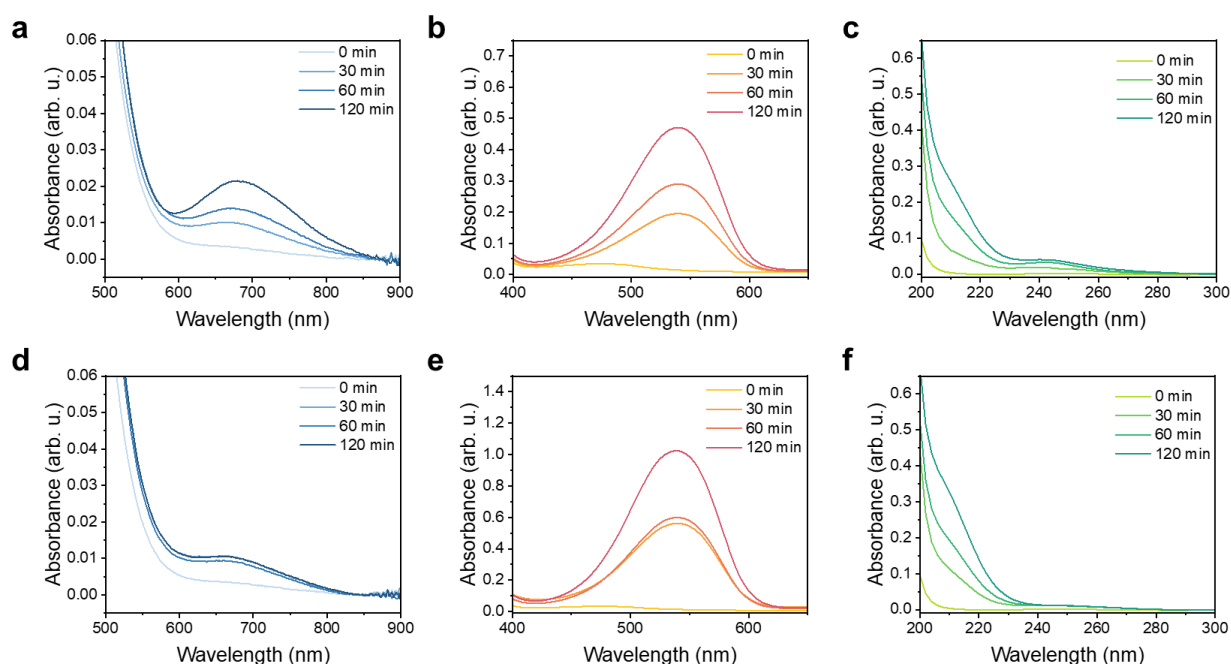 a
0.06
0.05
0.04
0.03
0.02
0.01
0.00
Absorbance (arb. u.)
500 600 700 800 900
Wavelength (nm)
0 min
30 min
60 min
120 min
b
0.7
0.6
0.5
0.4
0.3
0.2
0.1
0.0
Absorbance (arb. u.)
400 500 600
Wavelength (nm)
0 min
30 min
60 min
120 min
c
0.6
0.5
0.4
0.3
0.2
0.1
0.0
Absorbance (arb. u.)
200 220 240 260 280 300
Wavelength (nm)
0 min
30 min
60 min
120 min
d
0.06
0.05
0.04
0.03
0.02
0.01
0.00
Absorbance (arb. u.)
500 600 700 800 900
Wavelength (nm)
0 min
30 min
60 min
120 min
e
1.4
1.2
1.0
0.8
0.6
0.4
0.2
0.0
Absorbance (arb. u.)
400 500 600
Wavelength (nm)
0 min
30 min
60 min
120 min
f
0.6
0.5
0.4
0.3
0.2
0.1
0.0
Absorbance (arb. u.)
200 220 240 260 280 300
Wavelength (nm)
0 min
30 min
60 min
120 min